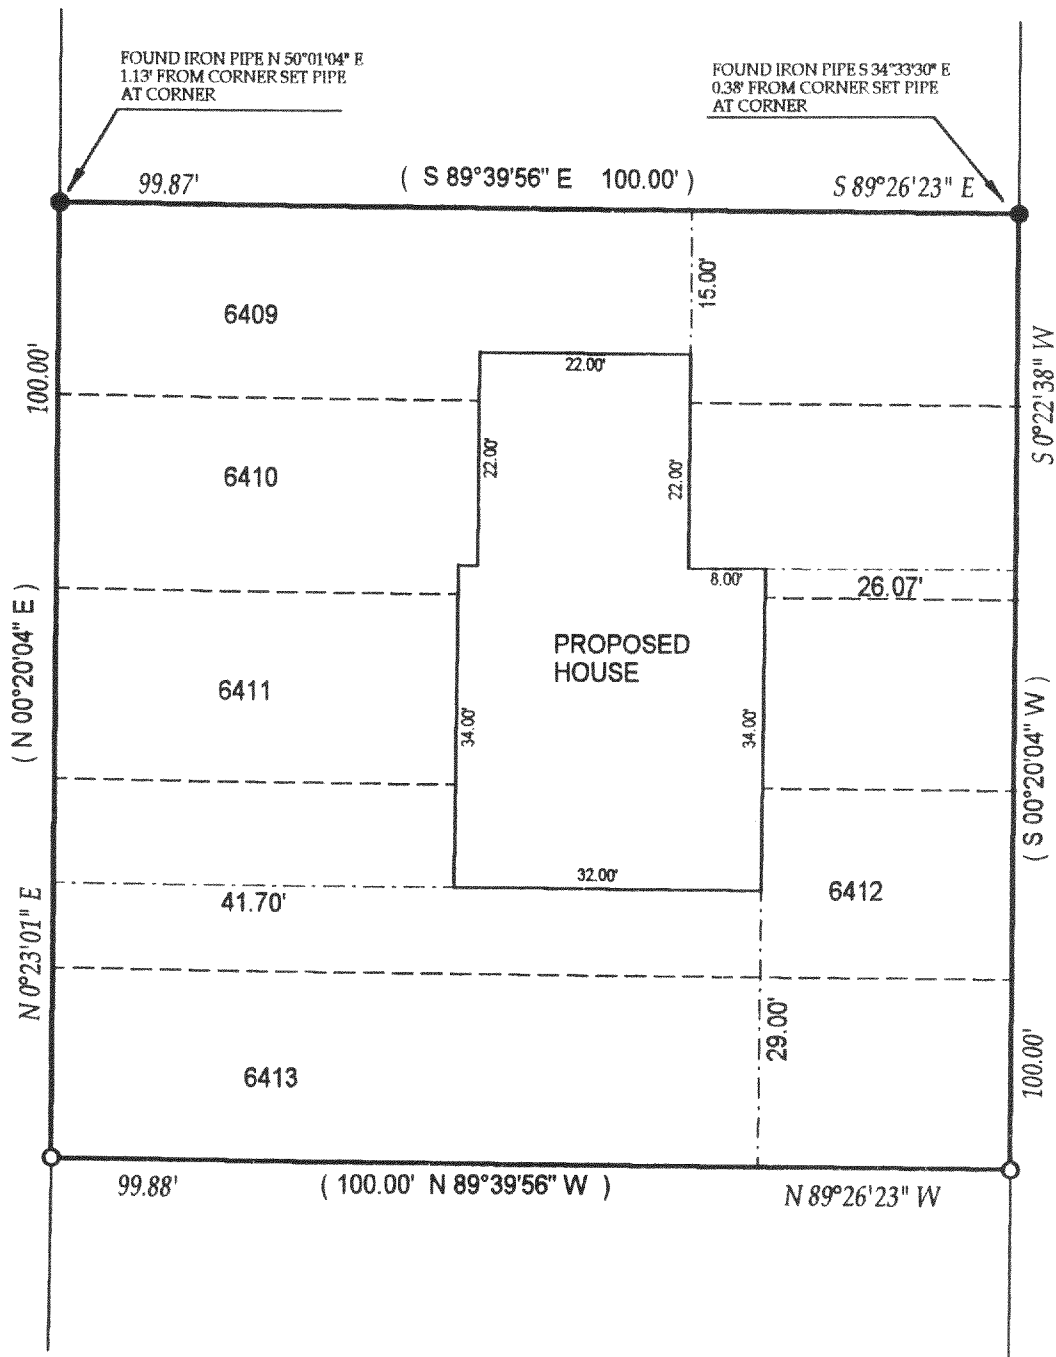 FOUND IRON PIPE N 50°01'04" E
1.13' FROM CORNER SET PIPE
AT CORNER
FOUND IRON PIPE S 34°33'30" E
0.38' FROM CORNER SET PIPE
AT CORNER
99.87'
( S 89°39'56" E 100.00' )
S 89°26'23" E
15.00'
6409
22.00'
100.00'
S 0°22'38" W
22.00'
22.00'
6410
8.00'
26.07'
( N 00°20'04" E )
PROPOSED
HOUSE
6411
34.00'
34.00'
( S 00°20'04" W )
32.00'
41.70'
6412
N 0°23'01" E
29.00'
100.00'
6413
99.88'
( 100.00' N 89°39'56" W )
N 89°26'23" W